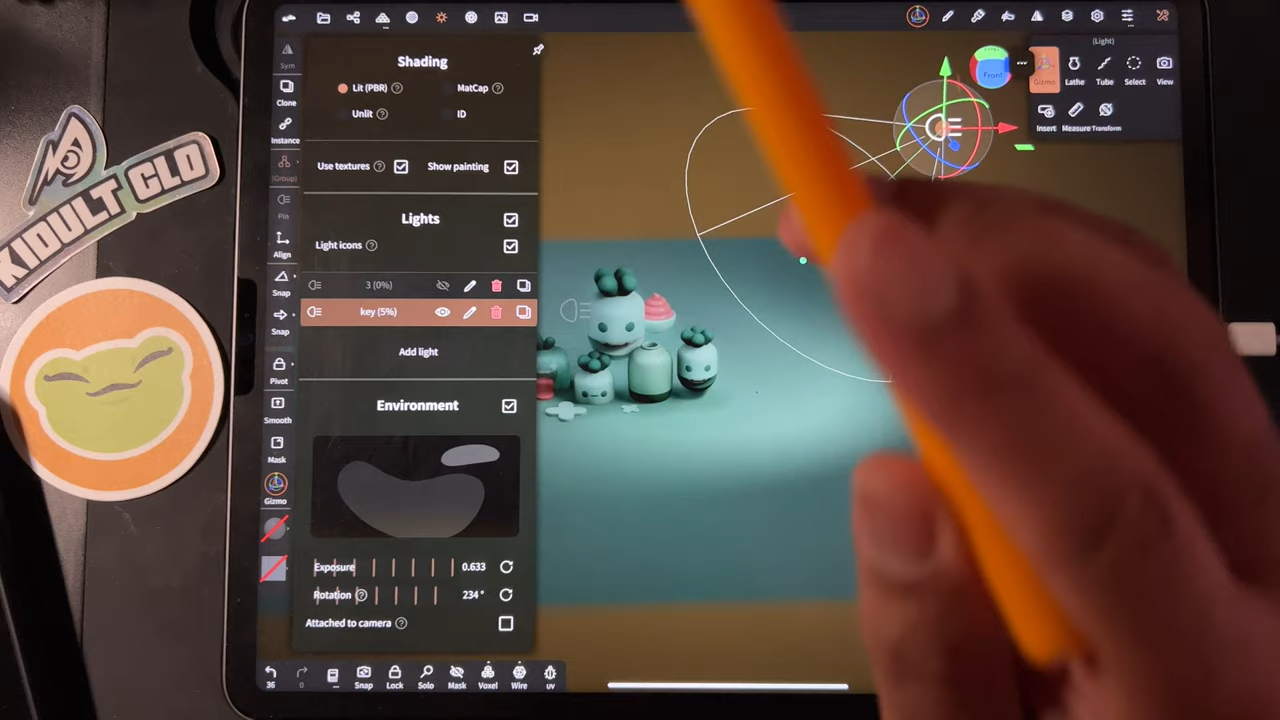 KIDULT CLO
Sym
Clone
Instance
(Group)
Pin
Align
Snap
Snap
Pivot
Smooth
Mask
Gizmo
Shading
Lit (PBR) ?
MatCap ?
Unlit ?
ID
Use textures ?
Show painting
Lights
Light icons ?
3 (0%)
key (5%)
Add light
Environment
Exposure
0.633
Rotation ?
234°
Attached to camera ?
36
0
Snap
Lock
Solo
Mask
Voxel
Wire
uv
Front
(Light)
Gizmo
Lathe
Tube
Select
View
Insert
Measure
Transform